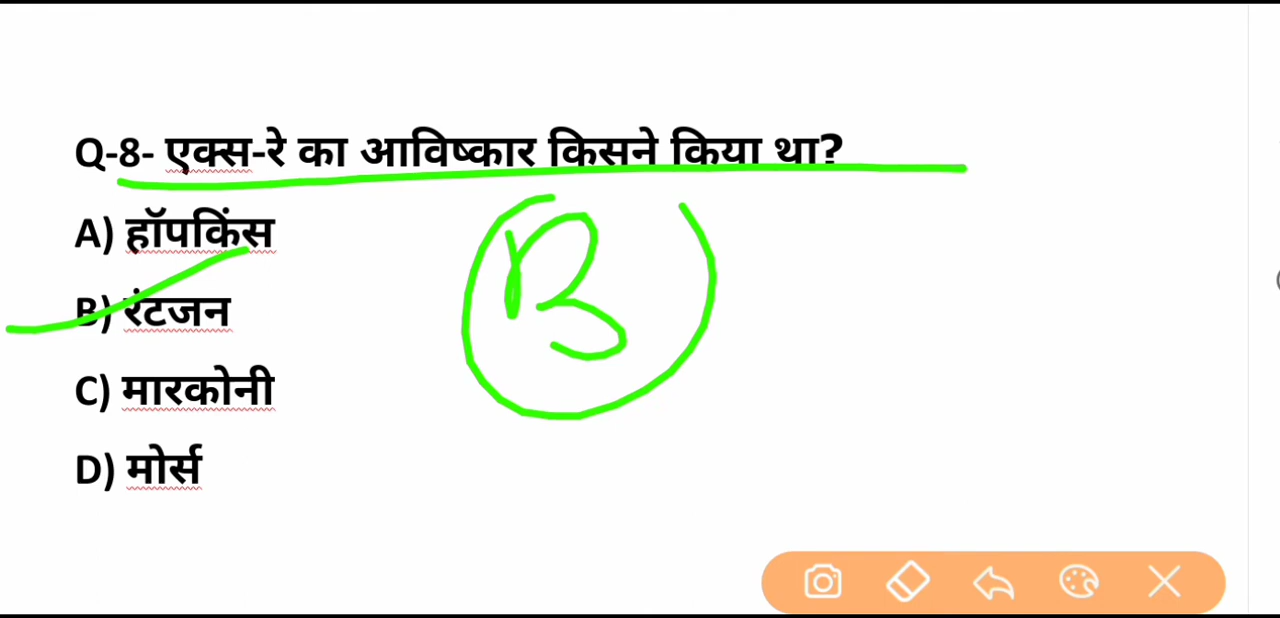 Q-8- एक्स-रे का आविष्कार किसने किया था?
A) हॉपकिंस
B) रंटजन
B
C) मारकोनी
D) मोर्स